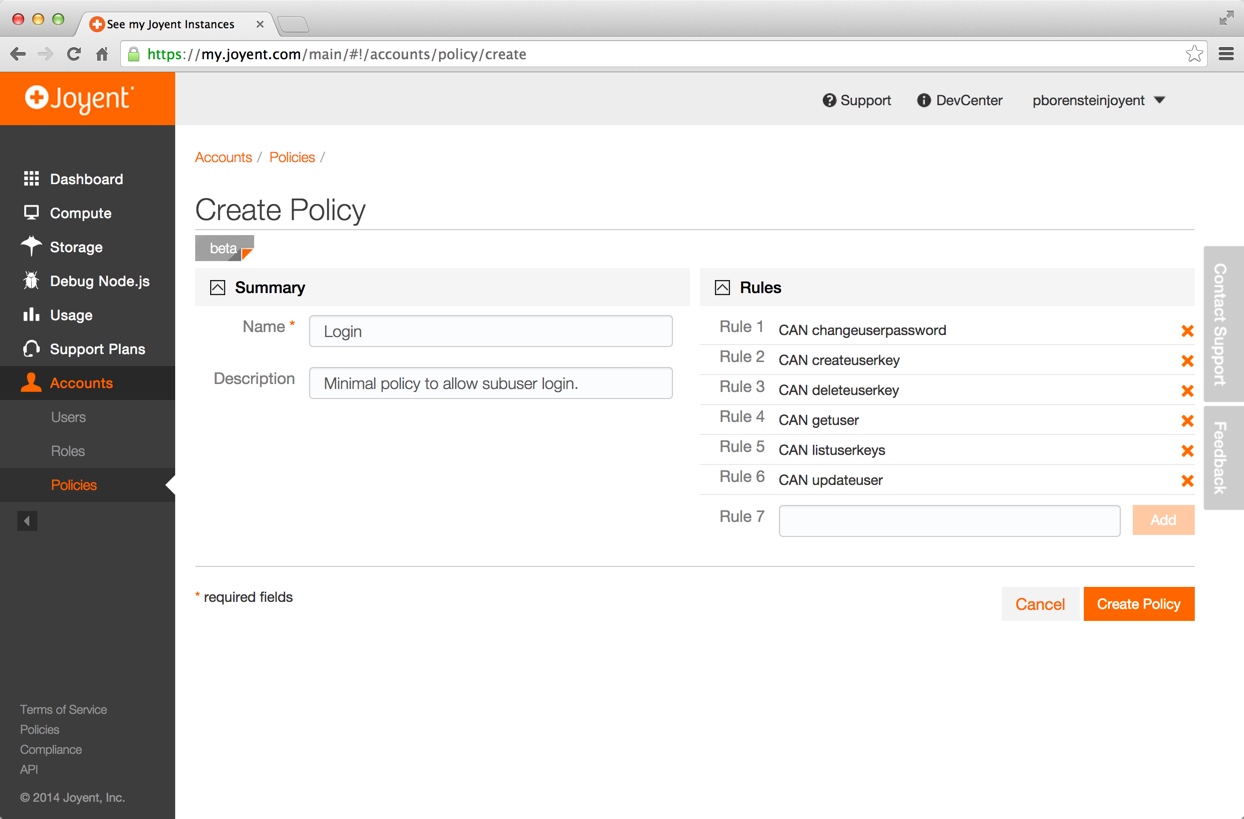 See my Joyent Instances
https://my.joyent.com/main/#!/accounts/policy/create
Joyent
Support
DevCenter
pborensteinjoyent
Dashboard
Compute
Storage
Debug Node.js
Usage
Support Plans
Accounts
Users
Roles
Policies
Terms of Service
Policies
Compliance
API
© 2014 Joyent, Inc.
Accounts / Policies /
Create Policy
beta
Summary
Name *
Login
Description
Minimal policy to allow subuser login.
Rules
Rule 1 CAN changeuserpassword
Rule 2 CAN createuserkey
Rule 3 CAN deleteuserkey
Rule 4 CAN getuser
Rule 5 CAN listuserkeys
Rule 6 CAN updateuser
Rule 7
Add
* required fields
Cancel
Create Policy
Contact Support
Feedback